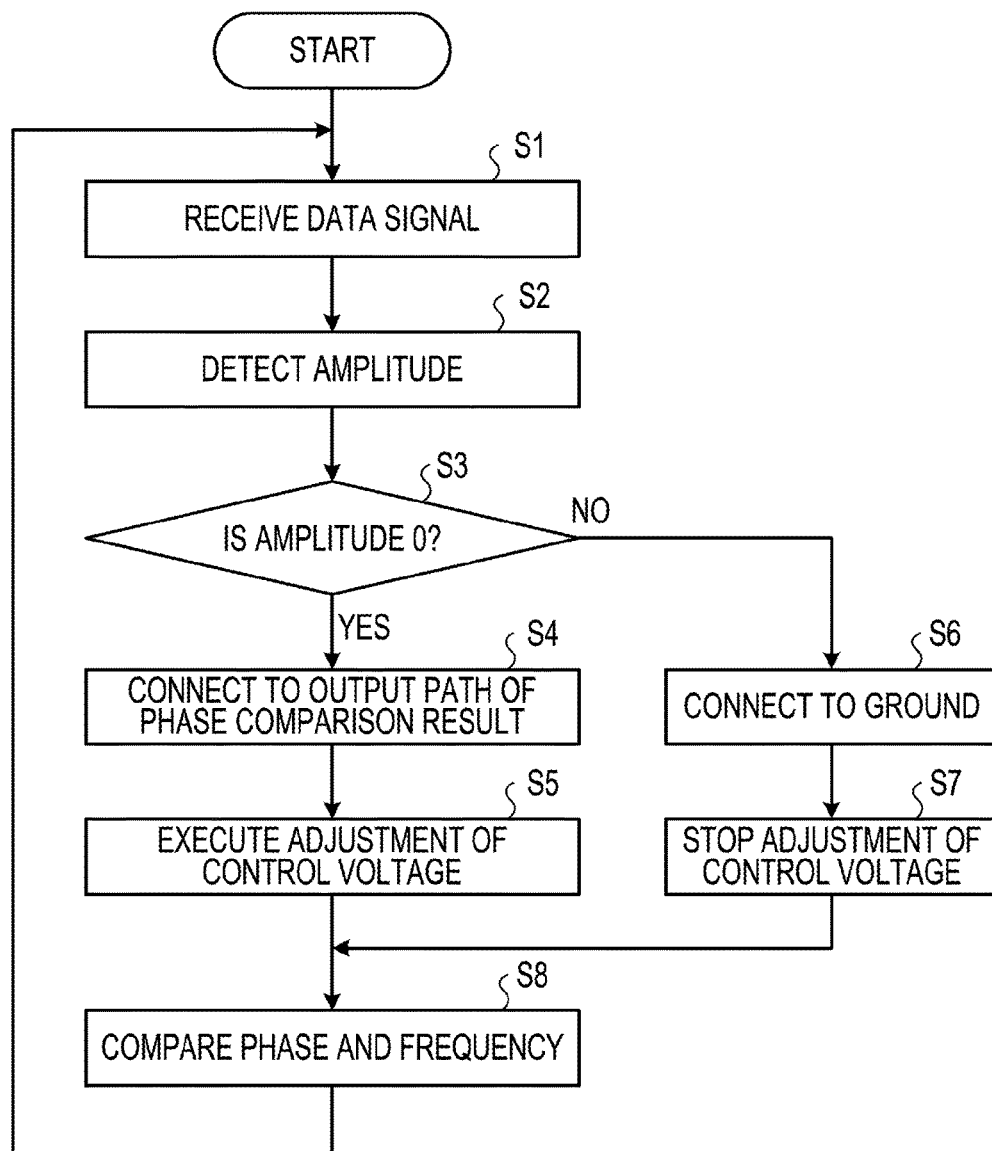 START
S1
RECEIVE DATA SIGNAL
S2
DETECT AMPLITUDE
S3
IS AMPLITUDE 0?
NO
YES
S4
CONNECT TO OUTPUT PATH OF
PHASE COMPARISON RESULT
S6
CONNECT TO GROUND
S5
EXECUTE ADJUSTMENT OF
CONTROL VOLTAGE
S7
STOP ADJUSTMENT OF
CONTROL VOLTAGE
S8
COMPARE PHASE AND FREQUENCY